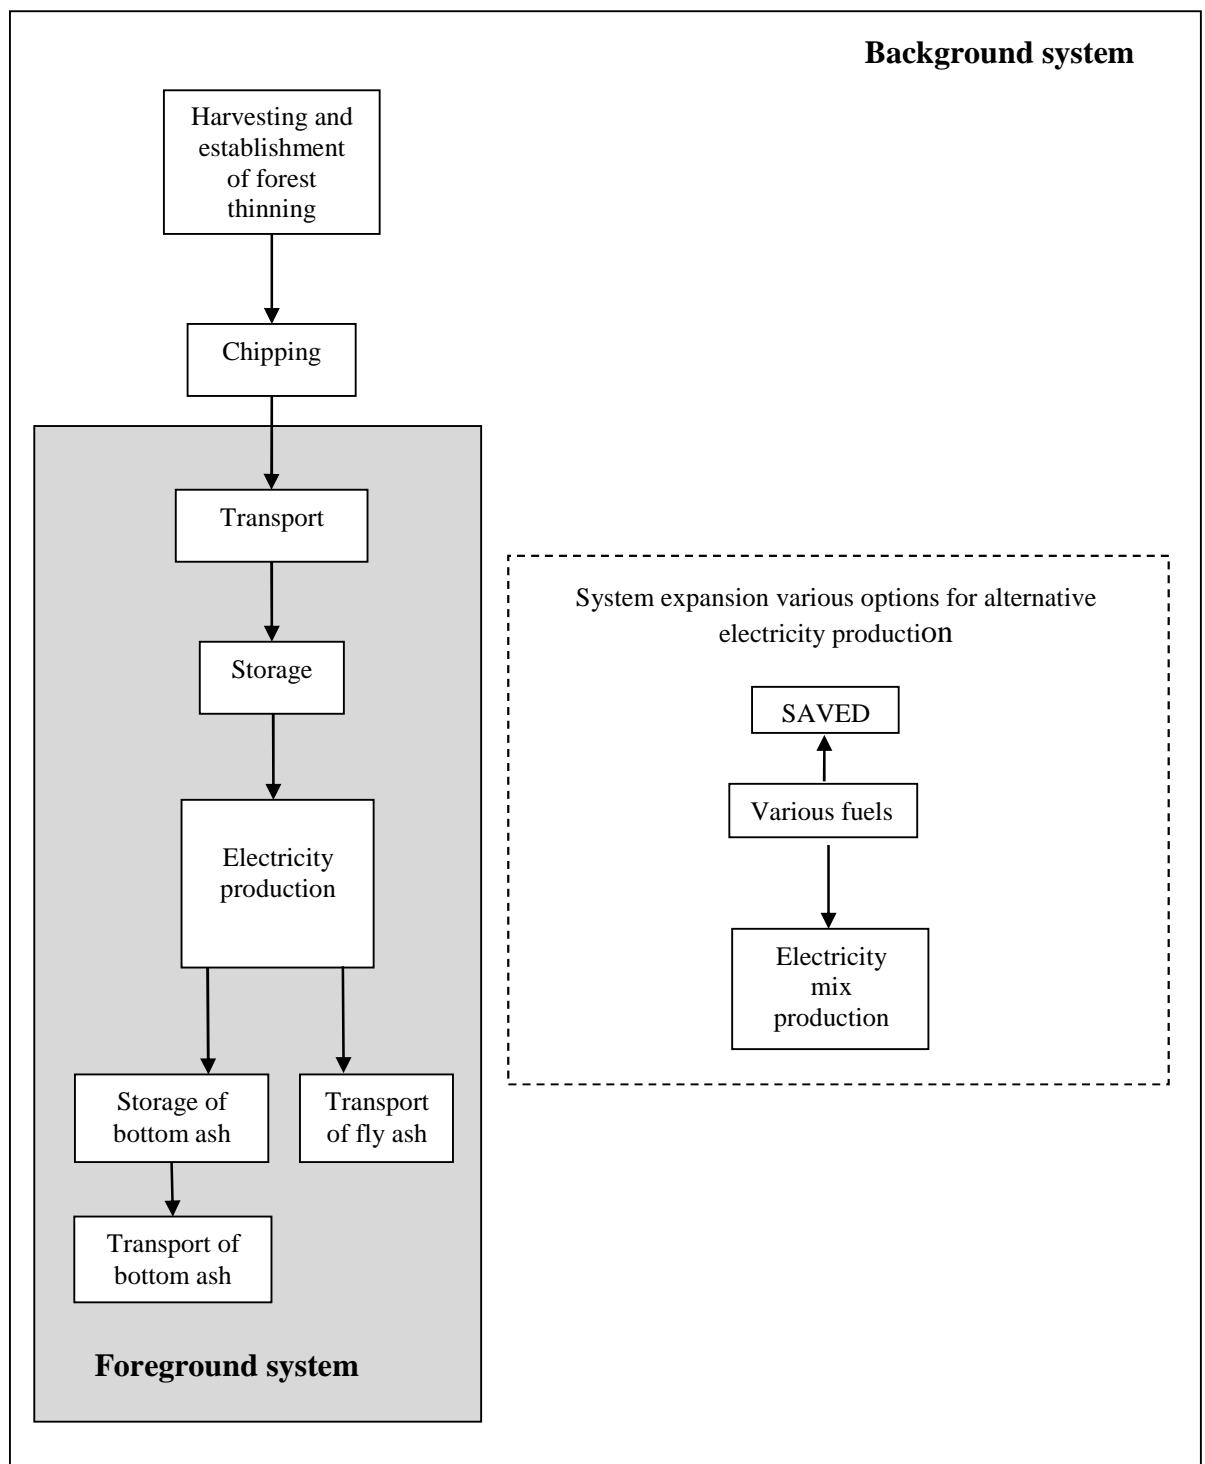 Background system
Harvesting and
establishment
of forest
thinning
Chipping
Transport
Storage
Electricity
production
Storage of
bottom ash
Transport
of fly ash
Transport of
bottom ash
Foreground system
System expansion various options for alternative
electricity production
SAVED
Various fuels
Electricity
mix
production